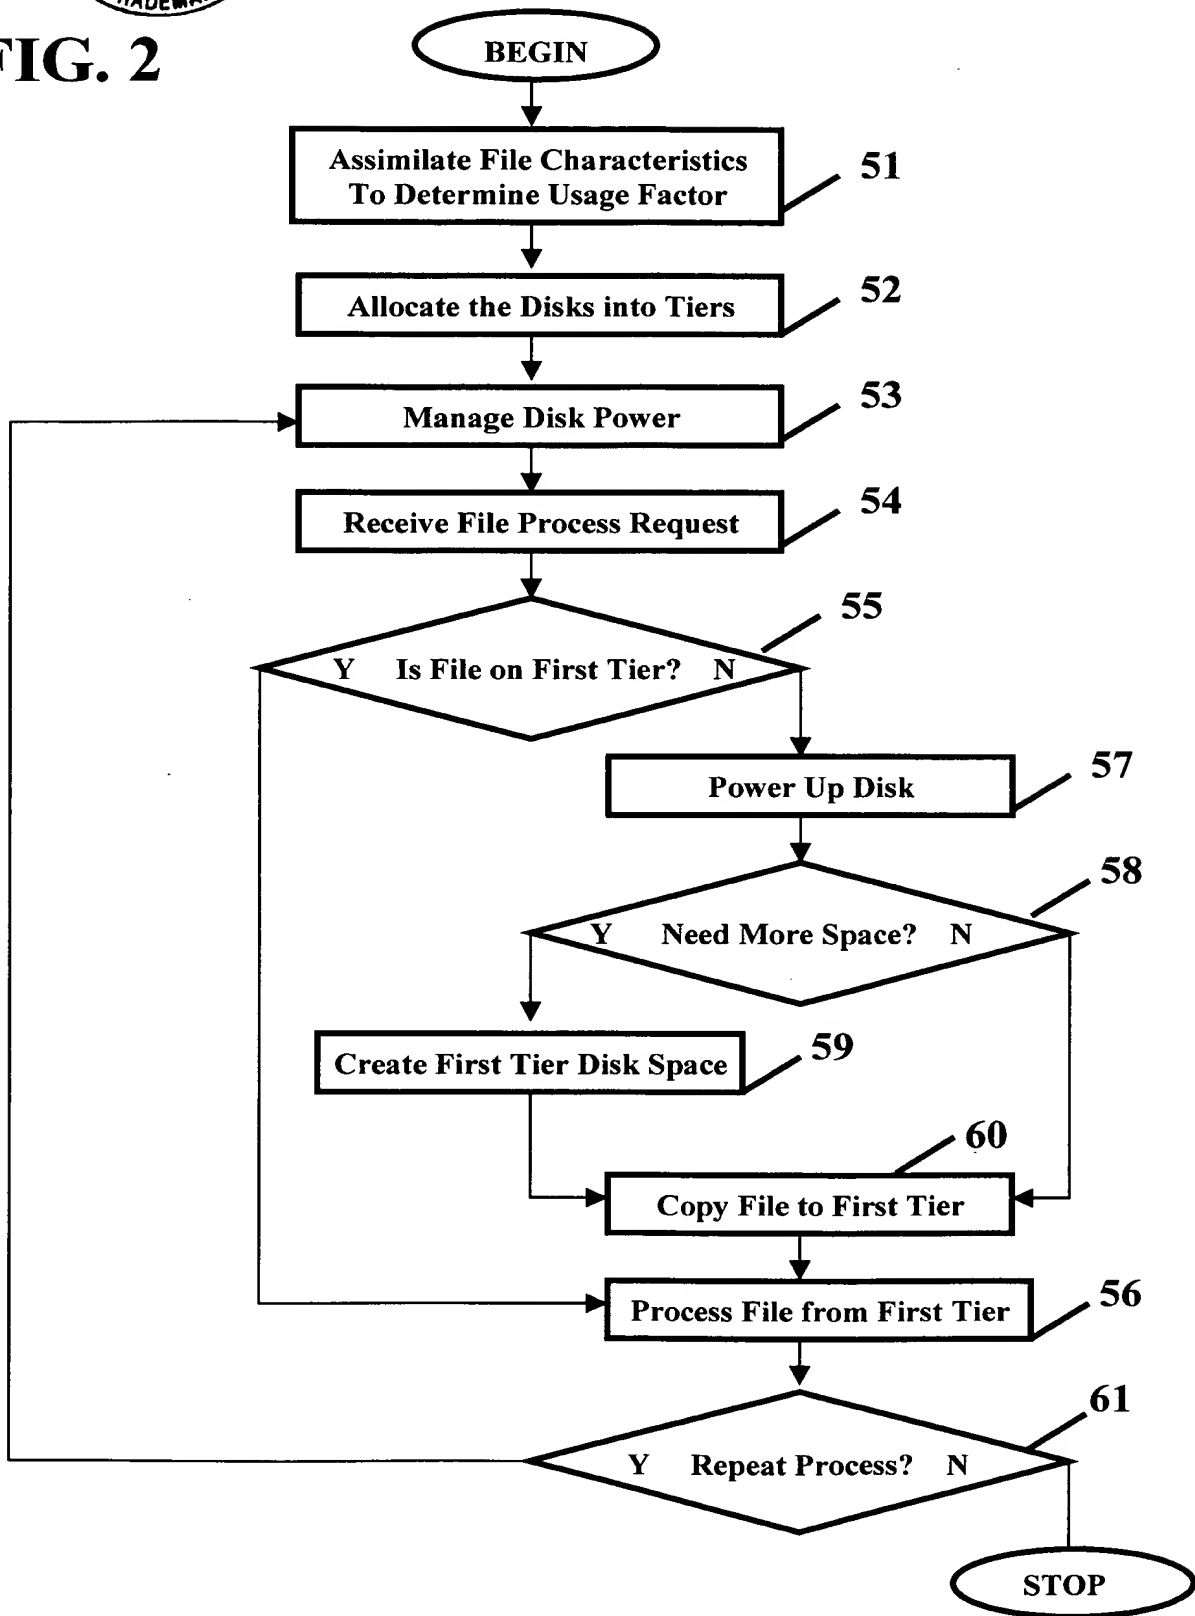 FIG. 2
BEGIN
Assimilate File Characteristics
To Determine Usage Factor
51
Allocate the Disks into Tiers
52
Manage Disk Power
53
Receive File Process Request
54
55
Y Is File on First Tier? N
Power Up Disk
57
58
Y Need More Space? N
Create First Tier Disk Space
59
60
Copy File to First Tier
Process File from First Tier
56
61
Y Repeat Process? N
STOP